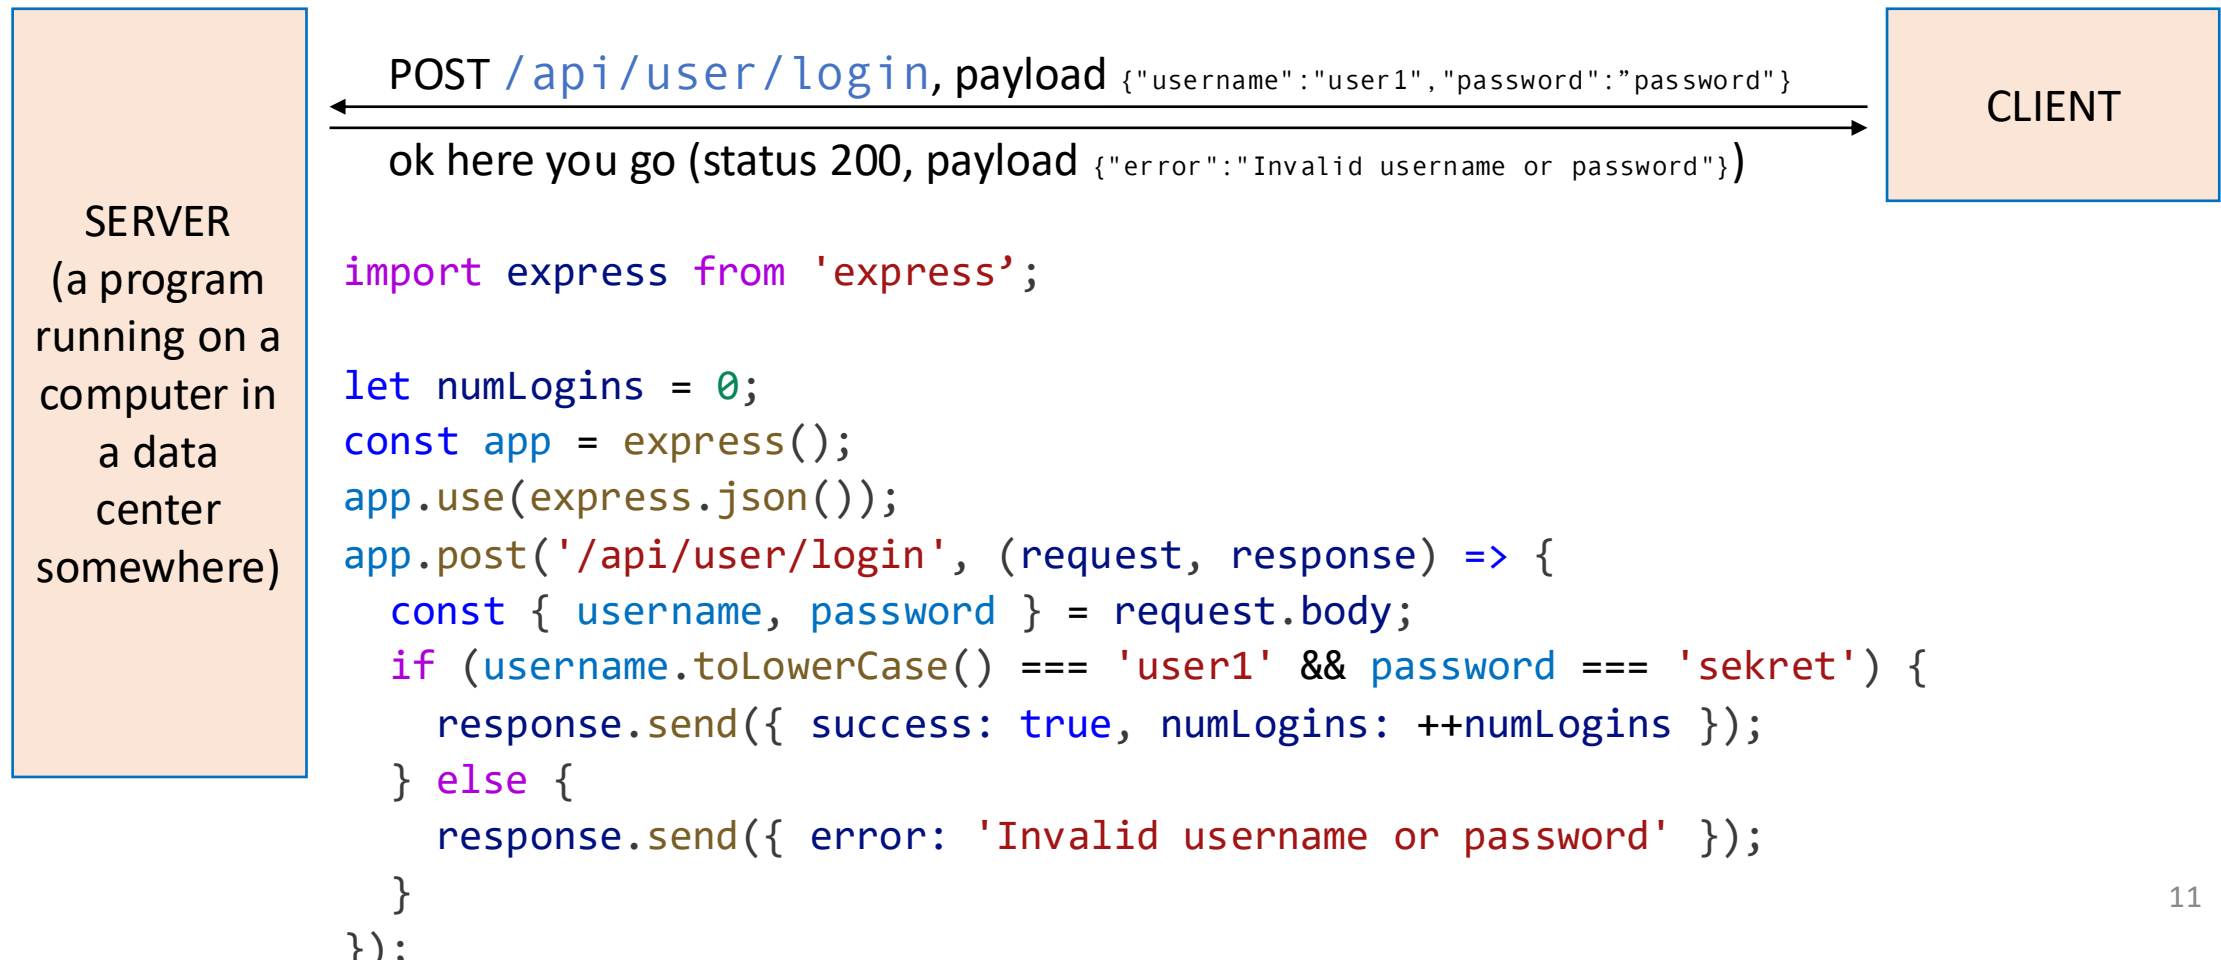 SERVER
(a program
running on a
computer in
a data
center
somewhere)
POST /api/user/login, payload {"username":"user1","password":”password"}
ok here you go (status 200, payload {"error":"Invalid username or password"})
CLIENT
import express from 'express’;
let numLogins = 0;
const app = express();
app.use(express.json());
app.post('/api/user/login', (request, response) => {
  const { username, password } = request.body;
  if (username.toLowerCase() === 'user1' && password === 'sekret') {
    response.send({ success: true, numLogins: ++numLogins });
  } else {
    response.send({ error: 'Invalid username or password' });
  }
});
11